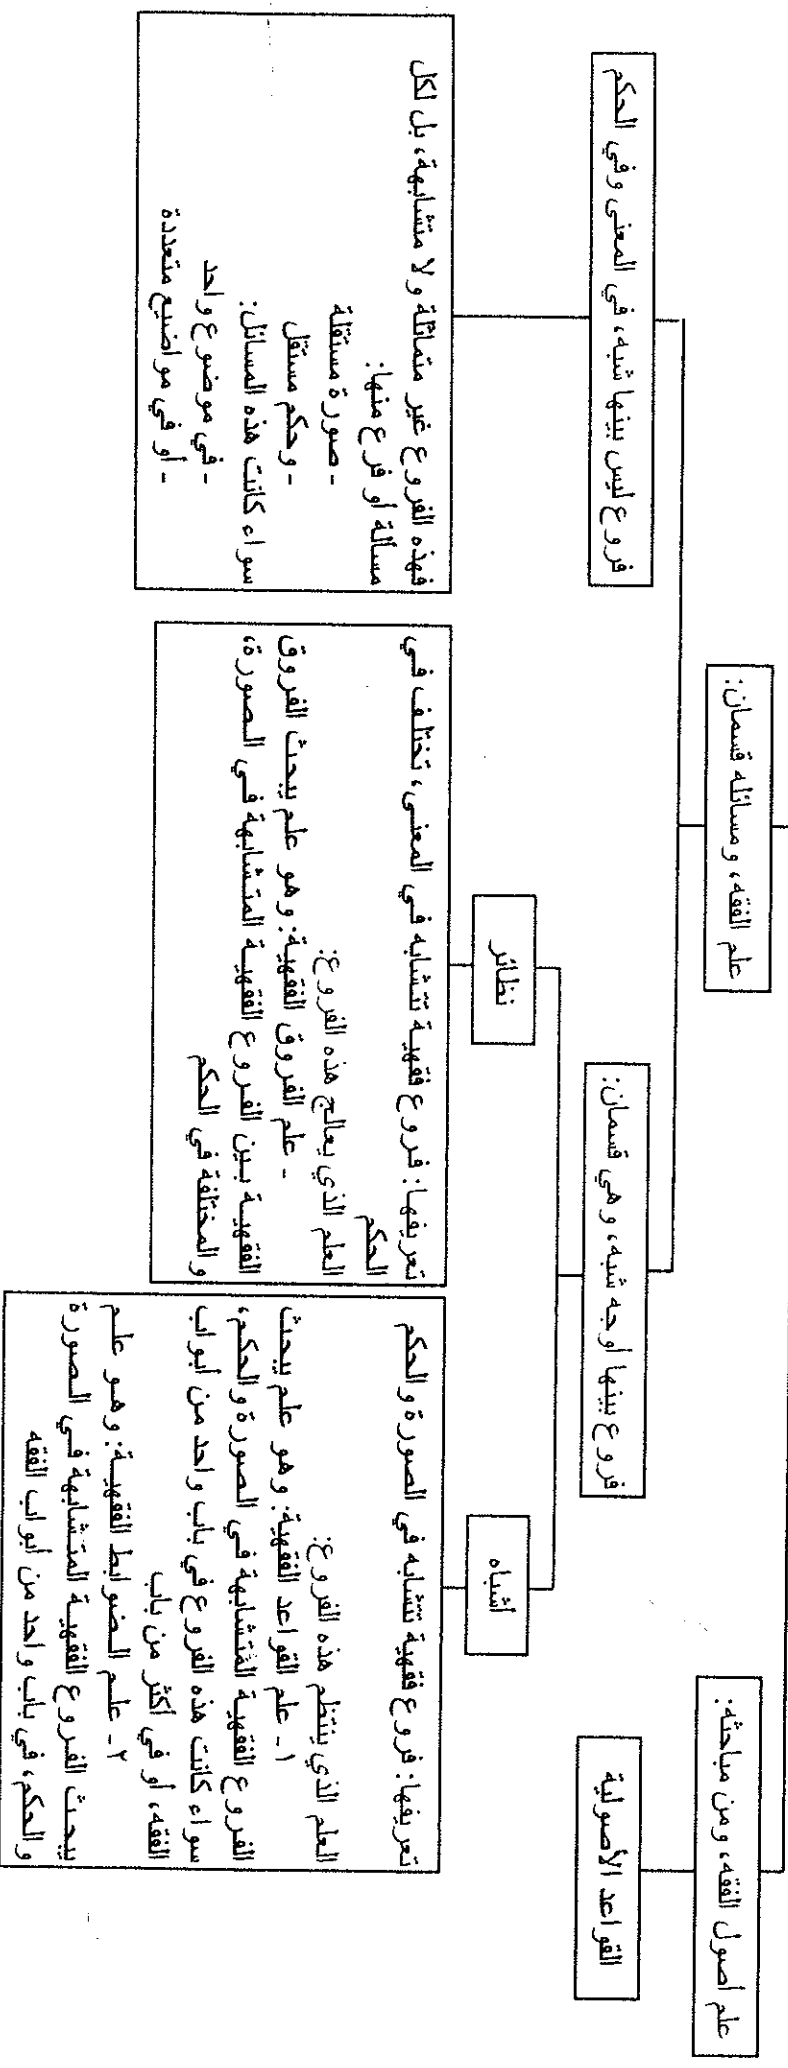 علم أصول الفقه، ومن مباحثه:
القواعد الأصولية
علم الفقه، ومسائله قسمان:
فروع بينها أوجه شبه، وهي قسمان:
أشباه
تعريفها: فروع فقهية تتشابه في الصورة والحكم
العلم الذي ينتظم هذه الفروع:
١- علم القواعد الفقهية: وهو علم يبحث
الفروع الفقهية المتشابهة في الصورة والحكم،
سواء كانت هذه الفروع في باب واحد من أبواب
الفقه، أو في أكثر من باب
٢- علم الضوابط الفقهية: وهو علم
يبحث الفروع الفقهية المتشابهة في الصورة
والحكم، في باب واحد من أبواب الفقه
نظائر
تعريفها: فروع فقهية تتشابه في المعنى، تختلف في
الحكم
العلم الذي يعالج هذه الفروع:
- علم الفروق الفقهية: وهو علم يبحث الفروق
الفقهية بين الفروع الفقهية المتشابهة في الصورة،
والمختلفة في الحكم
فروع ليس بينها شبه، في المعنى وفي الحكم
فهذه الفروع غير متماثلة ولا متشابهة، بل لكل
مسألة أو فرع منها:
- صورة مستقلة
- وحكم مستقل
سواء كانت هذه المسائل:
- في موضوع واحد
- أو في مواضيع متعددة